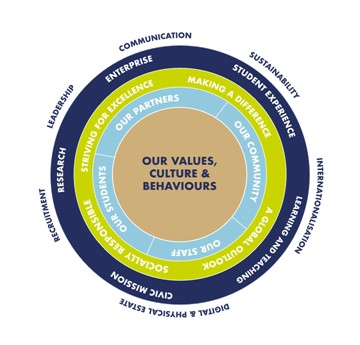 COMMUNICATION
SUSTAINABILITY
INTERNATIONALISATION
DIGITAL & PHYSICAL ESTATE
RECRUITMENT
LEADERSHIP
ENTERPRISE
STUDENT EXPERIENCE
LEARNING AND TEACHING
CIVIC MISSION
RESEARCH
STRIVING FOR EXCELLENCE
MAKING A DIFFERENCE
A GLOBAL OUTLOOK
SOCIALLY RESPONSIBLE
OUR PARTNERS
OUR COMMUNITY
OUR STAFF
OUR STUDENTS
OUR VALUES,
CULTURE &
BEHAVIOURS